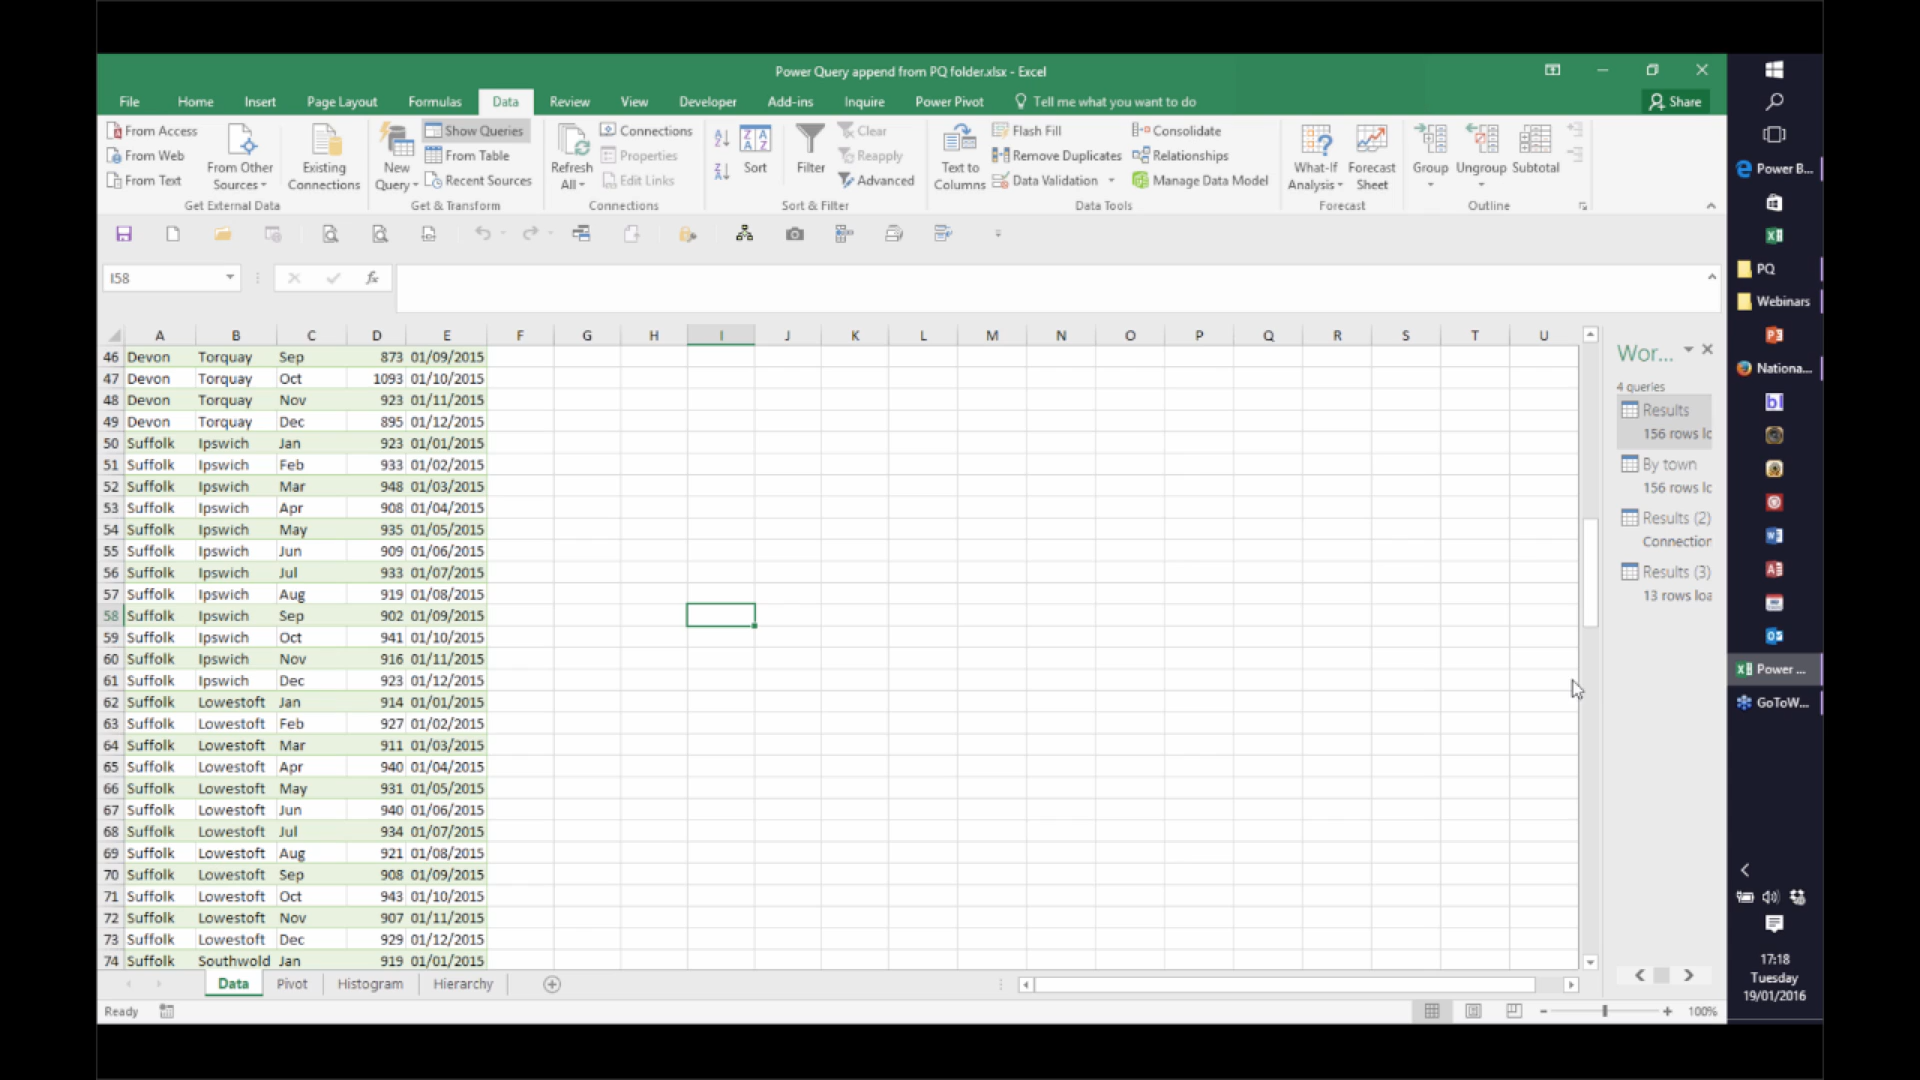 Power Query append from PQ folder.xlsx - Excel
File Home Insert Page Layout Formulas Data Review View Developer Add-ins Inquire Power Pivot Tell me what you want to do Share
From Access
From Web
From Text
From Other Sources
Get External Data
Existing Connections
New Query
Show Queries
From Table
Recent Sources
Get & Transform
Refresh All
Connections
Properties
Edit Links
Connections
Sort
Filter
Clear
Reapply
Advanced
Sort & Filter
Text to Columns
Flash Fill
Remove Duplicates
Data Validation
Consolidate
Relationships
Manage Data Model
Data Tools
What-If Analysis
Forecast Sheet
Forecast
Group
Ungroup
Subtotal
Outline
I58
fx
A B C D E F G H I J K L M N O P Q R S T U
46 Devon Torquay Sep 873 01/09/2015
47 Devon Torquay Oct 1093 01/10/2015
48 Devon Torquay Nov 923 01/11/2015
49 Devon Torquay Dec 895 01/12/2015
50 Suffolk Ipswich Jan 923 01/01/2015
51 Suffolk Ipswich Feb 933 01/02/2015
52 Suffolk Ipswich Mar 948 01/03/2015
53 Suffolk Ipswich Apr 908 01/04/2015
54 Suffolk Ipswich May 935 01/05/2015
55 Suffolk Ipswich Jun 909 01/06/2015
56 Suffolk Ipswich Jul 933 01/07/2015
57 Suffolk Ipswich Aug 919 01/08/2015
58 Suffolk Ipswich Sep 902 01/09/2015
59 Suffolk Ipswich Oct 941 01/10/2015
60 Suffolk Ipswich Nov 916 01/11/2015
61 Suffolk Ipswich Dec 923 01/12/2015
62 Suffolk Lowestoft Jan 914 01/01/2015
63 Suffolk Lowestoft Feb 927 01/02/2015
64 Suffolk Lowestoft Mar 911 01/03/2015
65 Suffolk Lowestoft Apr 940 01/04/2015
66 Suffolk Lowestoft May 931 01/05/2015
67 Suffolk Lowestoft Jun 940 01/06/2015
68 Suffolk Lowestoft Jul 934 01/07/2015
69 Suffolk Lowestoft Aug 921 01/08/2015
70 Suffolk Lowestoft Sep 908 01/09/2015
71 Suffolk Lowestoft Oct 943 01/10/2015
72 Suffolk Lowestoft Nov 907 01/11/2015
73 Suffolk Lowestoft Dec 929 01/12/2015
74 Suffolk Southwold Jan 919 01/01/2015
Data Pivot Histogram Hierarchy
Ready
100%
Wor...
4 queries
Results
156 rows lo
By town
156 rows lo
Results (2)
Connection
Results (3)
13 rows loa
Power B...
PQ
Webinars
Nationa...
bl
Power ...
GoToW...
17:18
Tuesday
19/01/2016